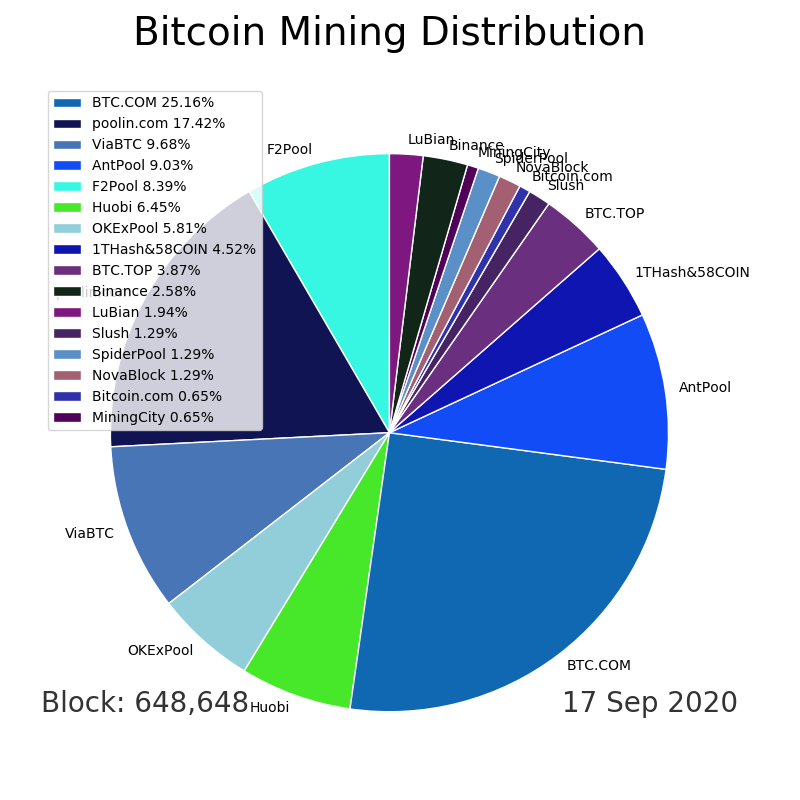 Bitcoin Mining Distribution
BTC.COM 25.16%
poolin.com 17.42%
ViaBTC 9.68%
AntPool 9.03%
F2Pool 8.39%
Huobi 6.45%
OKExPool 5.81%
1THash&58COIN 4.52%
BTC.TOP 3.87%
Binance 2.58%
LuBian 1.94%
Slush 1.29%
SpiderPool 1.29%
NovaBlock 1.29%
Bitcoin.com 0.65%
MiningCity 0.65%
F2Pool
LuBian
Binance
MiningCity
SpiderPool
NovaBlock
Bitcoin.com
Slush
BTC.TOP
1THash&58COIN
AntPool
BTC.COM
Huobi
OKExPool
ViaBTC
Block: 648,648
17 Sep 2020